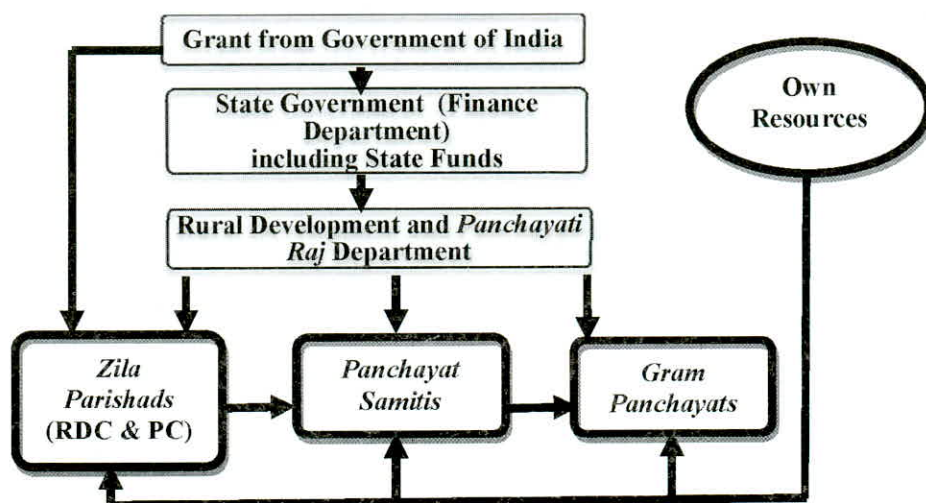 Grant from Government of India
State Government (Finance
Department)
including State Funds
Own
Resources
Rural Development and Panchayati
Raj Department
Zila
Parishads
(RDC & PC)
Panchayat
Samitis
Gram
Panchayats